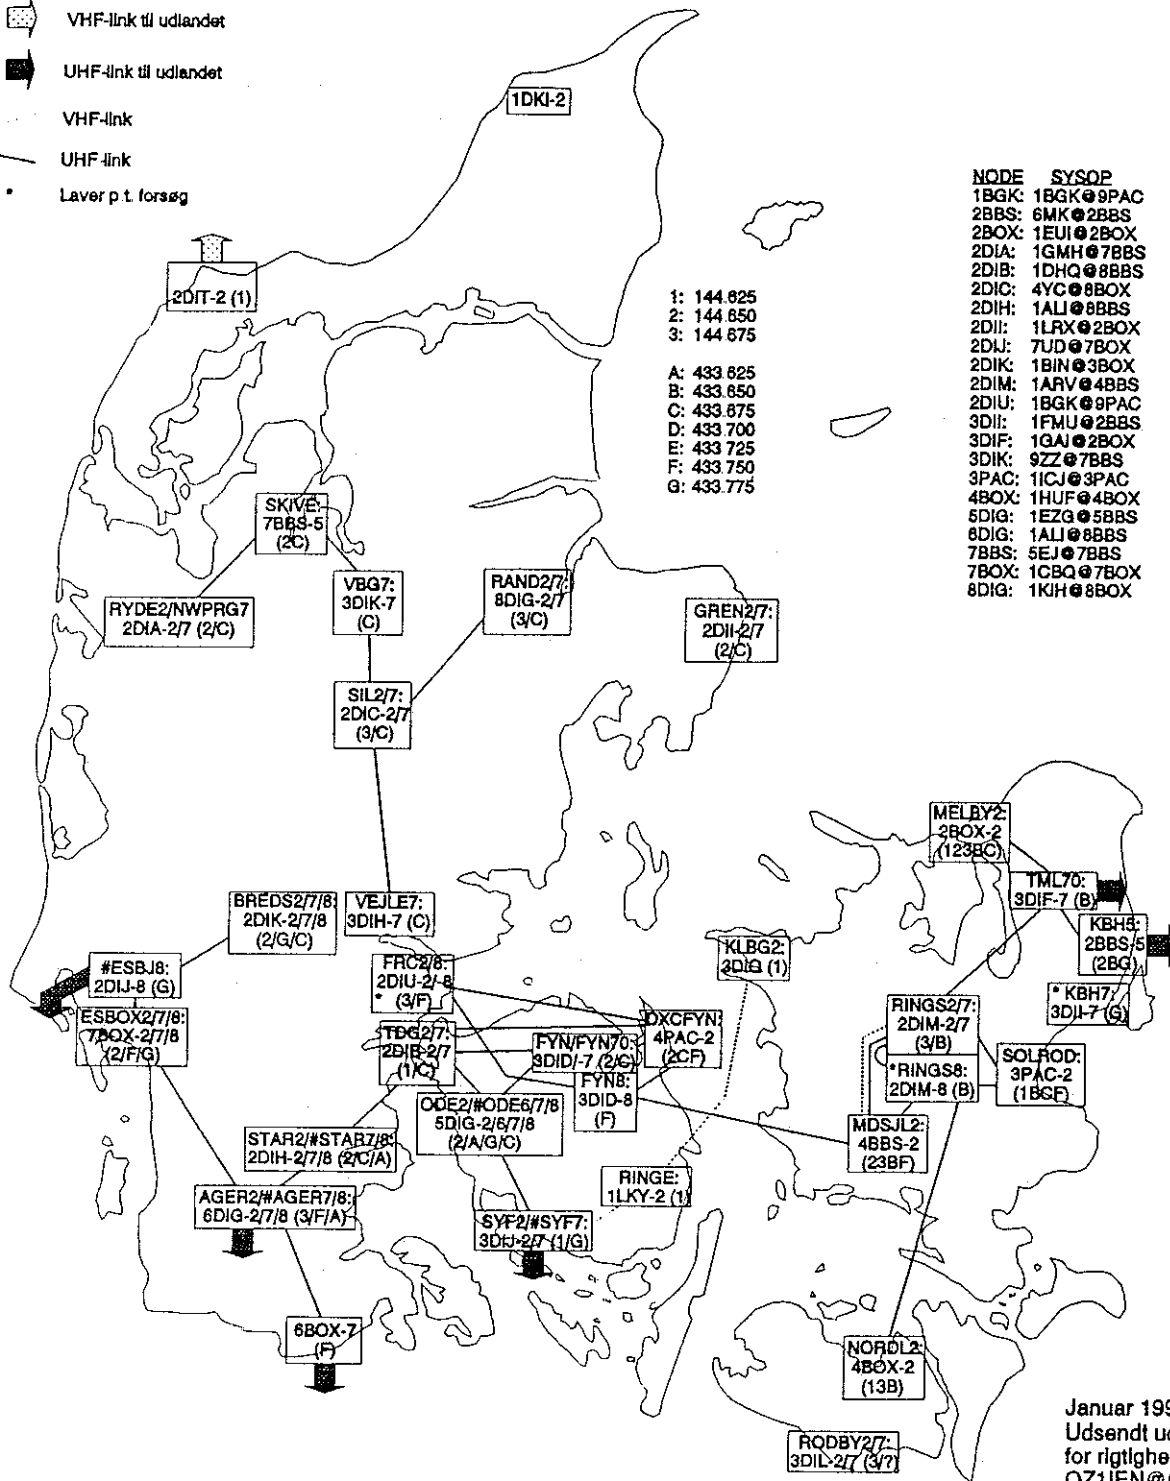 VHF-link til udlandet
UHF-link til udlandet
VHF-link
UHF-link
* Laver p.t. forsøg
1DKI-2
2DIT-2 (1)
1: 144.625
2: 144.650
3: 144.675
A: 433.625
B: 433.650
C: 433.675
D: 433.700
E: 433.725
F: 433.750
G: 433.775
NODE SYSOP
1BGK: 1BGK@9PAC
2BBS: 6MK@2BBS
2BOX: 1EUI@2BOX
2DIA: 1GMH@7BBS
2DIB: 1DHQ@8BBS
2DIC: 4YC@8BOX
2DIH: 1ALI@8BBS
2DII: 1LRX@2BOX
2DIJ: 7UD@7BOX
2DIK: 1BIN@3BOX
2DIM: 1ARV@4BBS
2DIU: 1BGK@9PAC
3DII: 1FMU@2BBS
3DIF: 1GAJ@2BOX
3DIK: 9ZZ@7BBS
3PAC: 1ICJ@3PAC
4BOX: 1HUF@4BOX
5DIG: 1EZG@5BBS
6DIG: 1ALI@8BBS
7BBS: 5EJ@7BBS
7BOX: 1CBQ@7BOX
8DIG: 1KIH@8BOX
SKIVE:
7BBS-5
(2C)
RYDE2/NWPRG7
2DIA-2/7 (2/C)
VBG7:
3DIK-7
(C)
RAND2/7:
8DIG-2/7
(3/C)
GREN2/7:
2DII-2/7
(2/C)
SIL2/7:
2DIC-2/7
(3/C)
MELBY2:
2BOX-2
(123BC)
TML70:
3DIF-7 (B)
KBH5:
2BBS-5
(2BG)
* KBH7:
3DII-7 (G)
BREDS2/7/8:
2DIK-2/7/8
(2/G/C)
VEJLE7:
3DIH-7 (C)
#ESBJ8:
2DIJ-8 (G)
ESBOX2/7/8:
7BOX-2/7/8
(2/F/G)
FRC2/8:
2DIU-2/-8
* (3/F)
KLBG2:
3DIG (1)
TDG2/7:
2DIB-2/7
(1/C)
FYN/FYN70:
3DID/-7 (2/C)
OXCFYN:
4PAC-2
(2CF)
FYN8:
3DID-8
(F)
RINGS2/7:
2DIM-2/7
(3/B)
*RINGS8:
2DIM-8 (B)
SOLROD:
3PAC-2
(1BCF)
ODE2/#ODE6/7/8
5DIG-2/6/7/8
(2/A/G/C)
MDSJL2:
4BBS-2
(23BF)
STAR2/#STAR7/8:
2DIH-2/7/8 (2/C/A)
AGER2/#AGER7/8:
6DIG-2/7/8 (3/F/A)
RINGE:
1LKY-2 (1)
SYF2/#SYF7:
3DIJ-2/7 (1/G)
6BOX-7
(F)
NORDL2:
4BOX-2
(13B)
RODBY2/7:
3DIL-2/7 (3/?)
Januar 199
Udsendt ud
for rigtighe